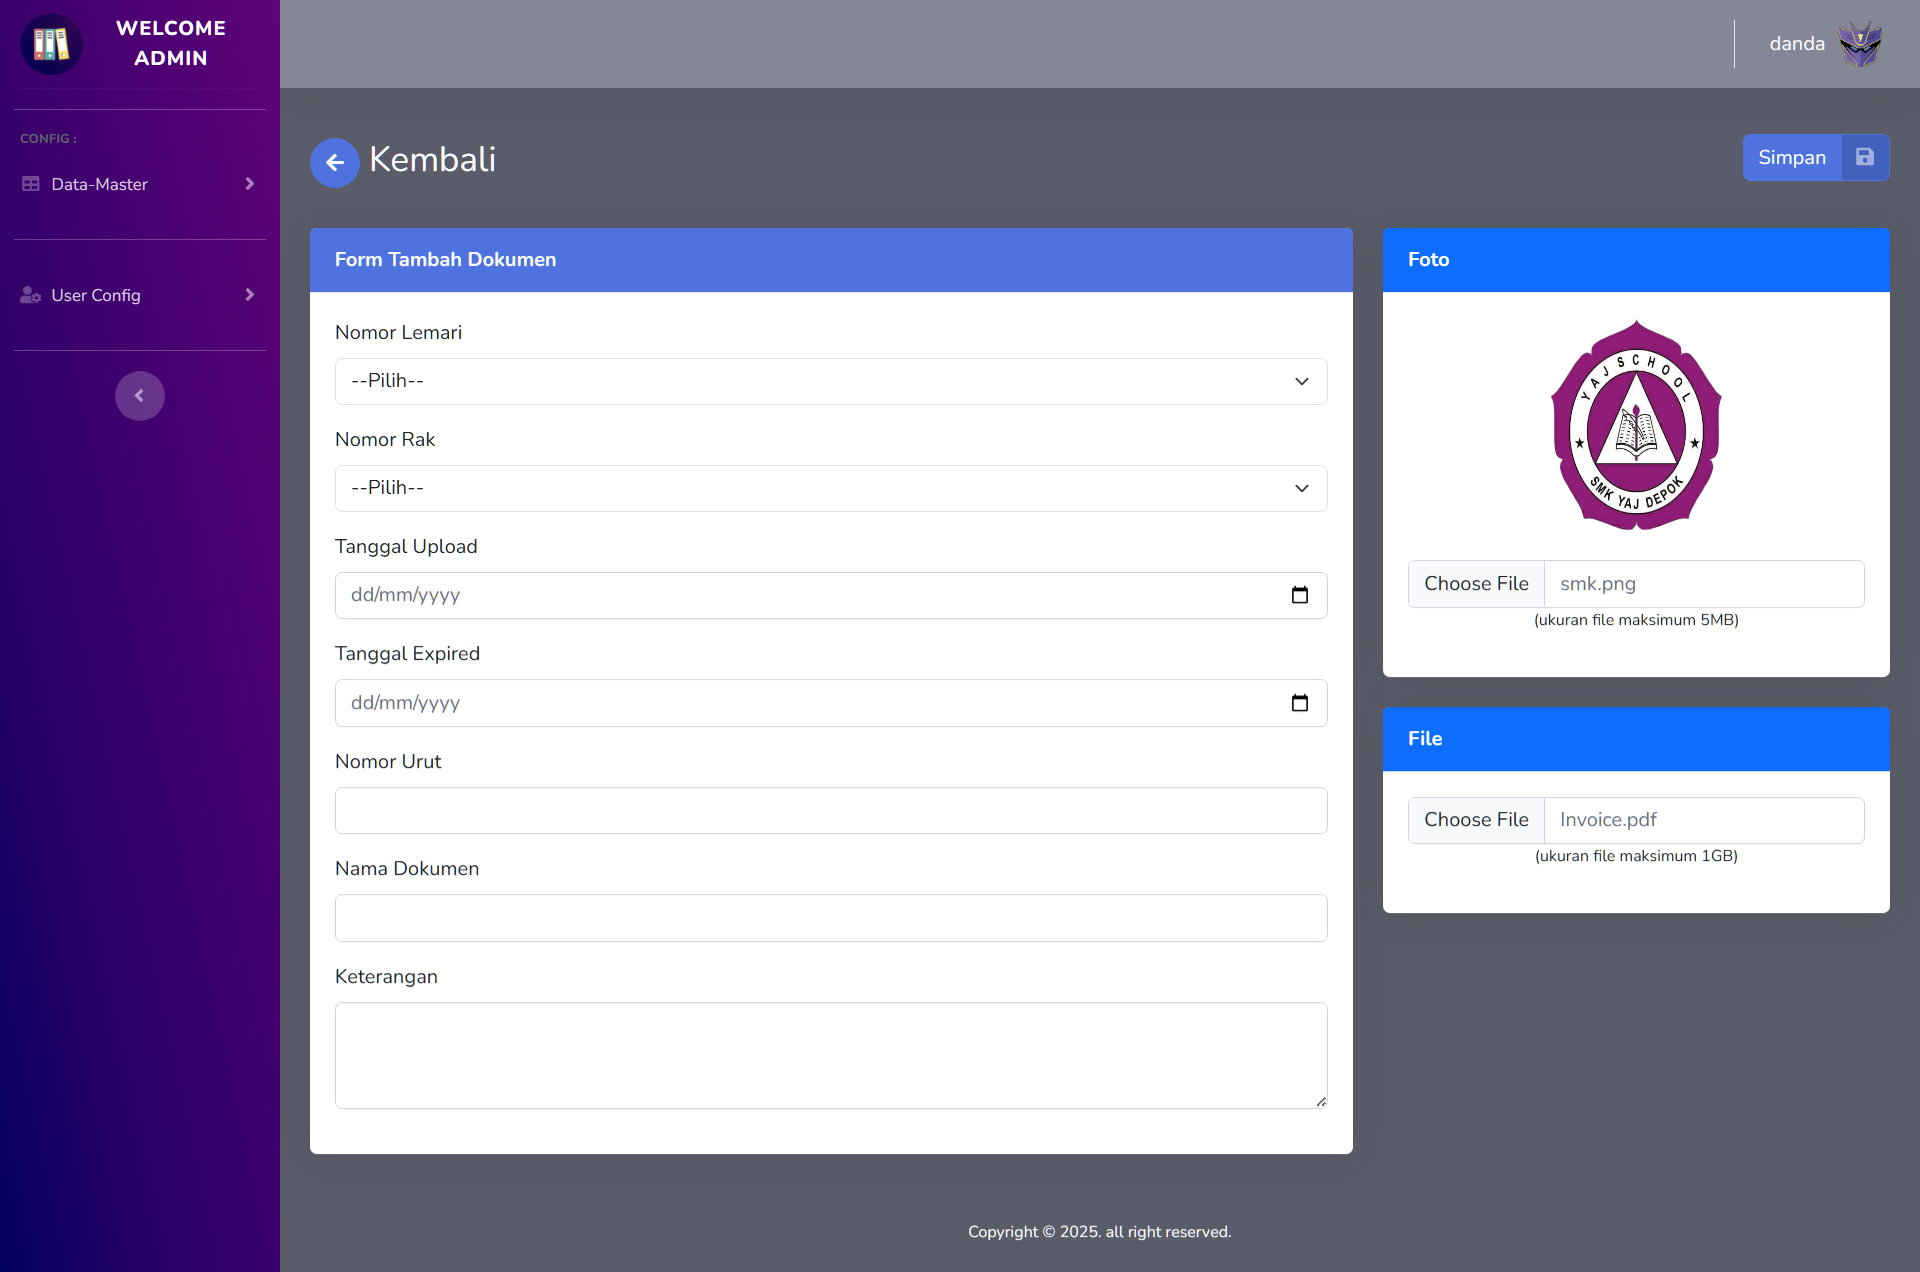 WELCOME
ADMIN
danda
CONFIG :
Data-Master
User Config
Kembali
Simpan
Form Tambah Dokumen
Nomor Lemari
--Pilih--
Nomor Rak
--Pilih--
Tanggal Upload
dd/mm/yyyy
Tanggal Expired
dd/mm/yyyy
Nomor Urut
Nama Dokumen
Keterangan
Foto
YAJ SCHOOL
SMK YAJ DEPOK
Choose File smk.png
(ukuran file maksimum 5MB)
File
Choose File Invoice.pdf
(ukuran file maksimum 1GB)
Copyright © 2025. all right reserved.